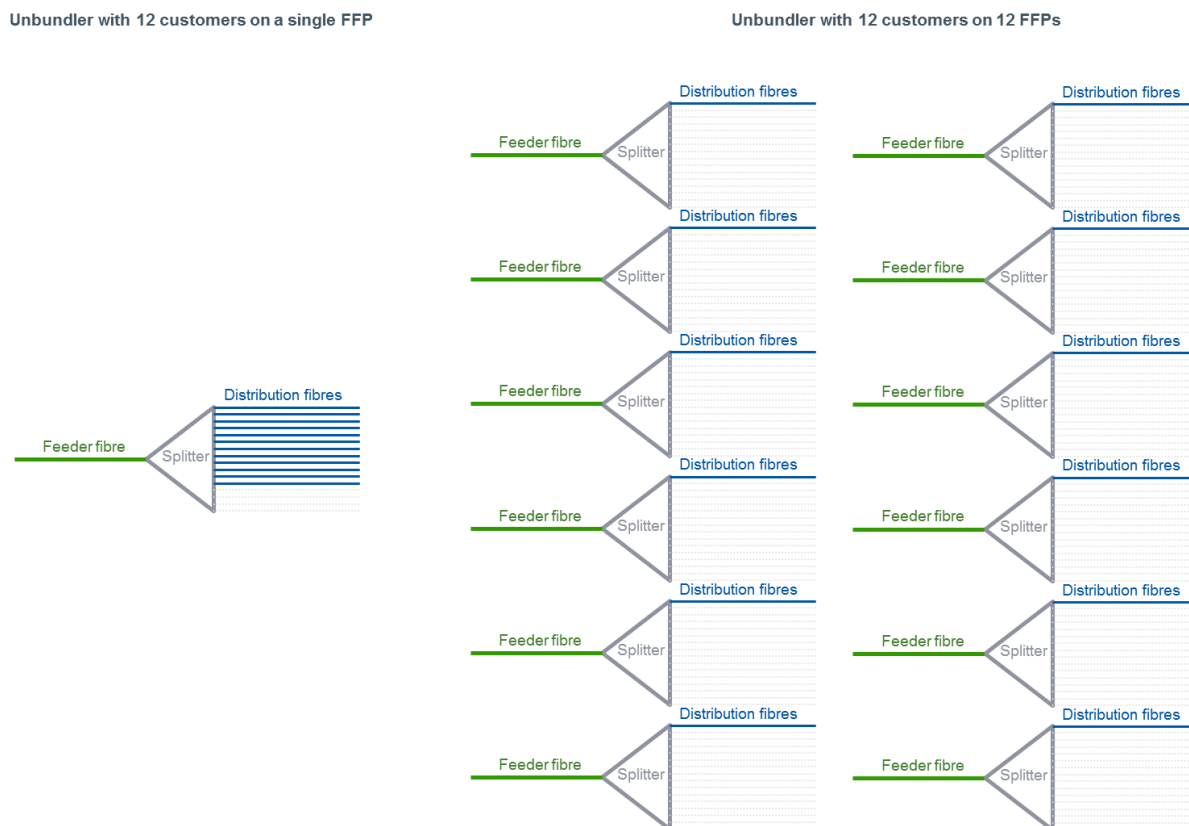 Unbundler with 12 customers on a single FFP
Unbundler with 12 customers on 12 FFPs
Distribution fibres
Distribution fibres
Feeder fibre
Splitter
Feeder fibre
Splitter
Distribution fibres
Distribution fibres
Feeder fibre
Splitter
Feeder fibre
Splitter
Distribution fibres
Distribution fibres
Feeder fibre
Splitter
Feeder fibre
Splitter
Distribution fibres
Feeder fibre
Splitter
Distribution fibres
Distribution fibres
Feeder fibre
Splitter
Feeder fibre
Splitter
Distribution fibres
Distribution fibres
Feeder fibre
Splitter
Feeder fibre
Splitter
Distribution fibres
Distribution fibres
Feeder fibre
Splitter
Feeder fibre
Splitter